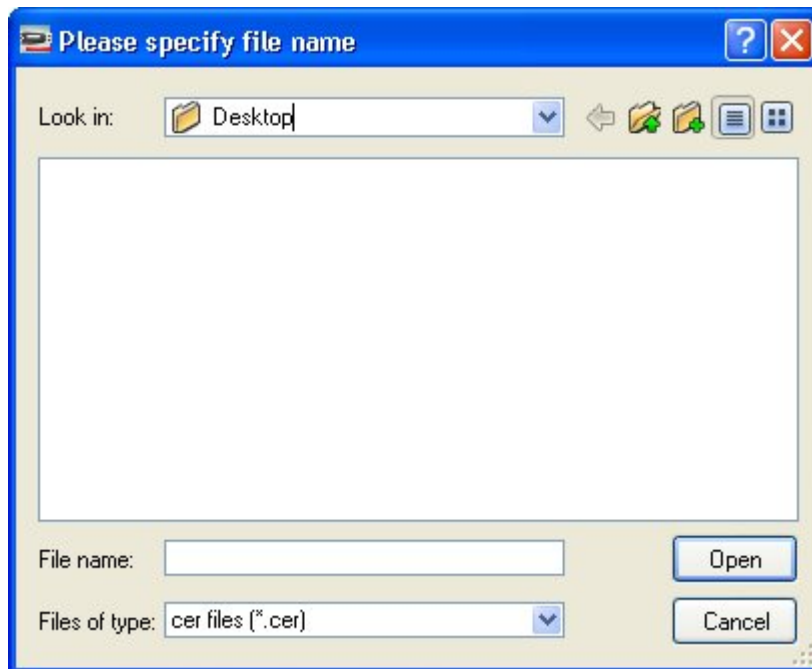 Please specify file name
Look in: Desktop
File name: Open
Files of type: cer files (*.cer) Cancel